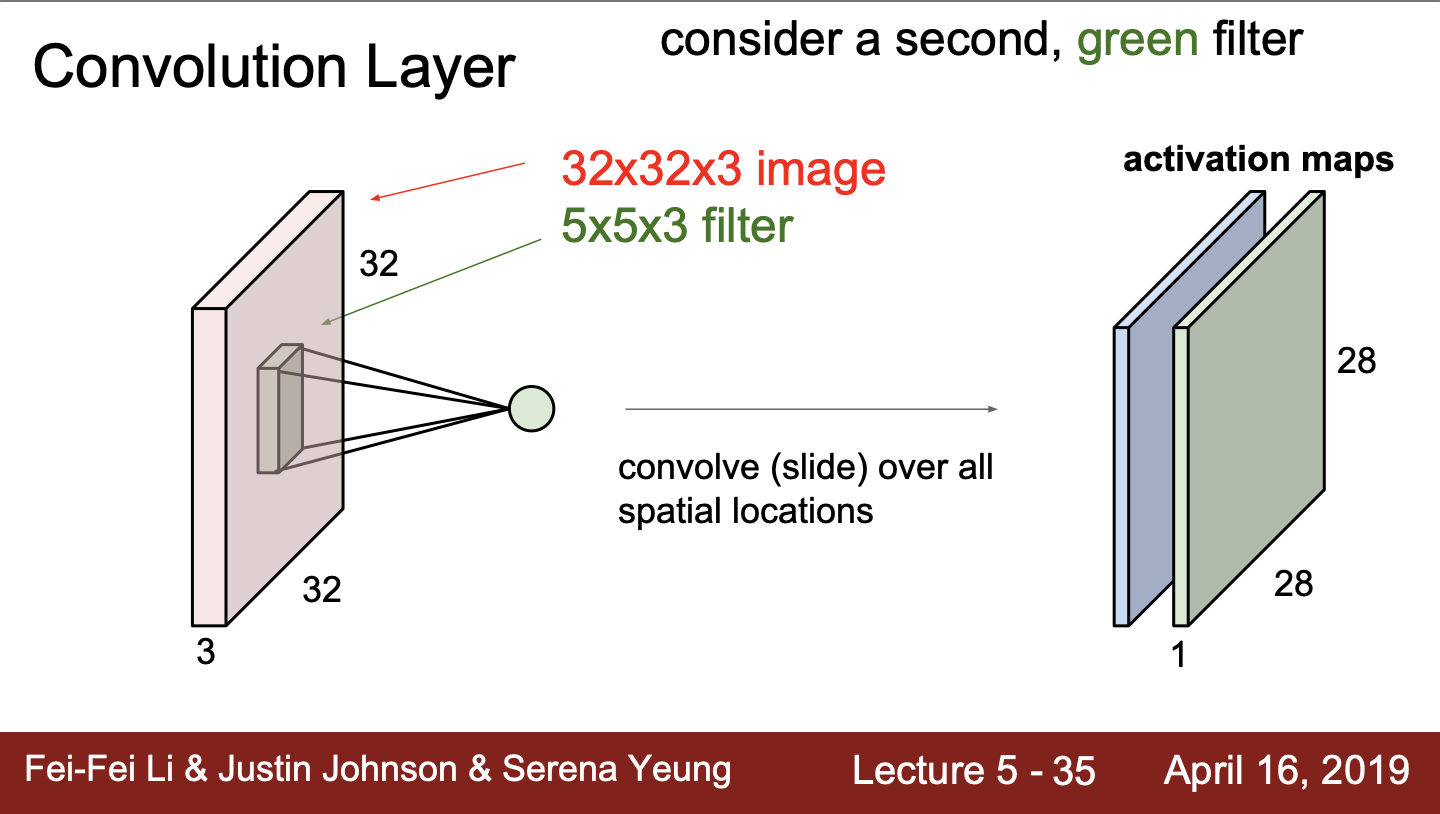 consider a second, green filter
Convolution Layer
32x32x3 image
5x5x3 filter
activation maps
32
28
convolve (slide) over all
spatial locations
32
28
3
1
Fei-Fei Li & Justin Johnson & Serena Yeung
Lecture 5 - 35
April 16, 2019